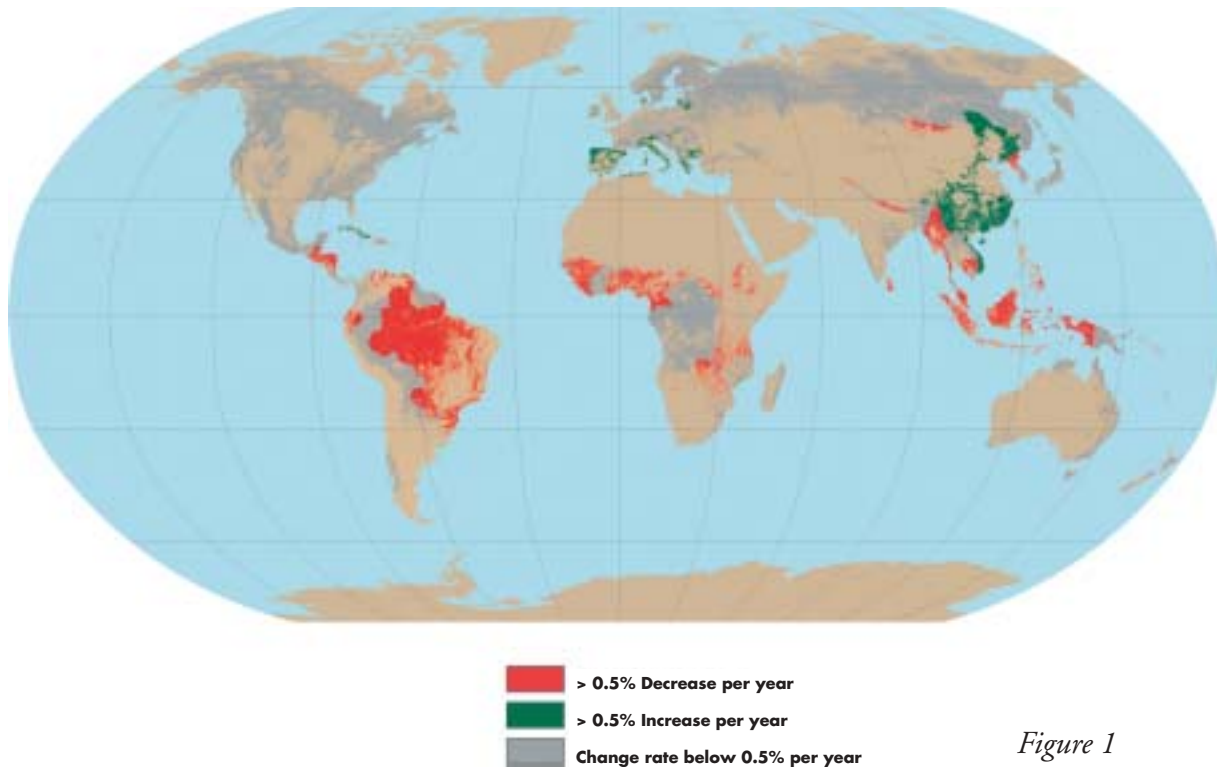 > 0.5% Decrease per year
> 0.5% Increase per year
Change rate below 0.5% per year
Figure 1